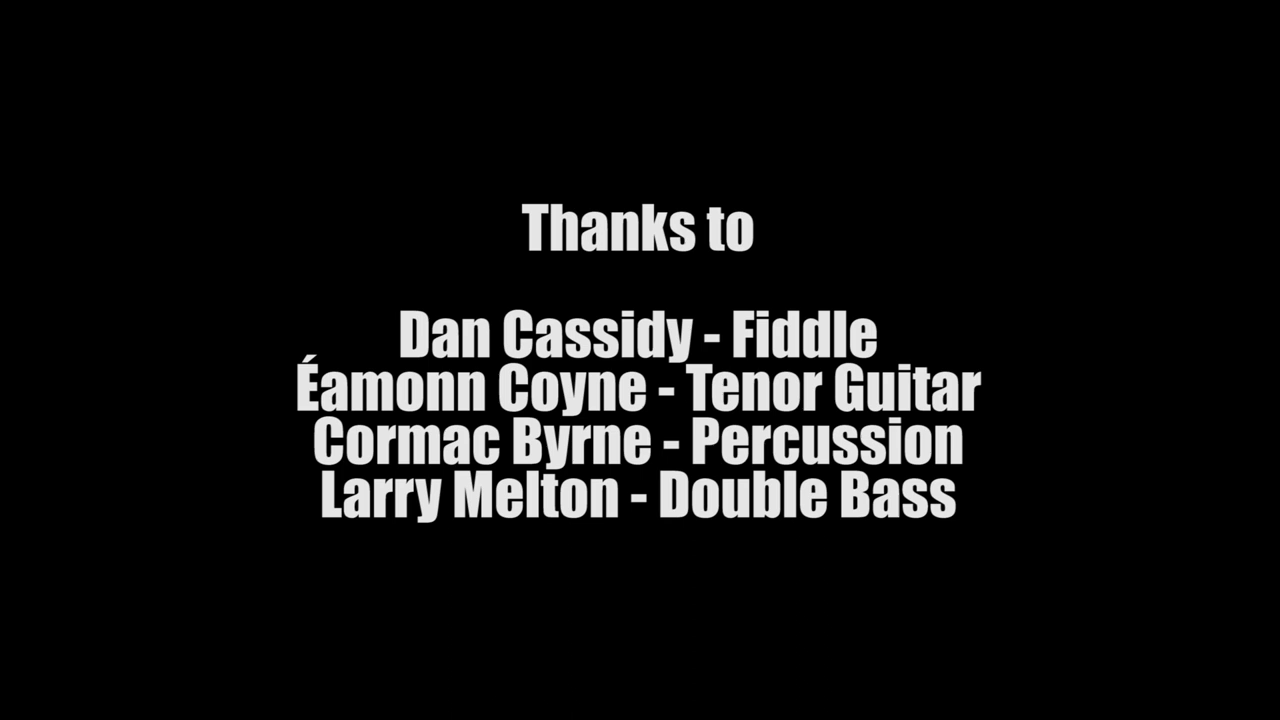 Thanks to
Dan Cassidy - Fiddle
Éamonn Coyne - Tenor Guitar
Cormac Byrne - Percussion
Larry Melton - Double Bass